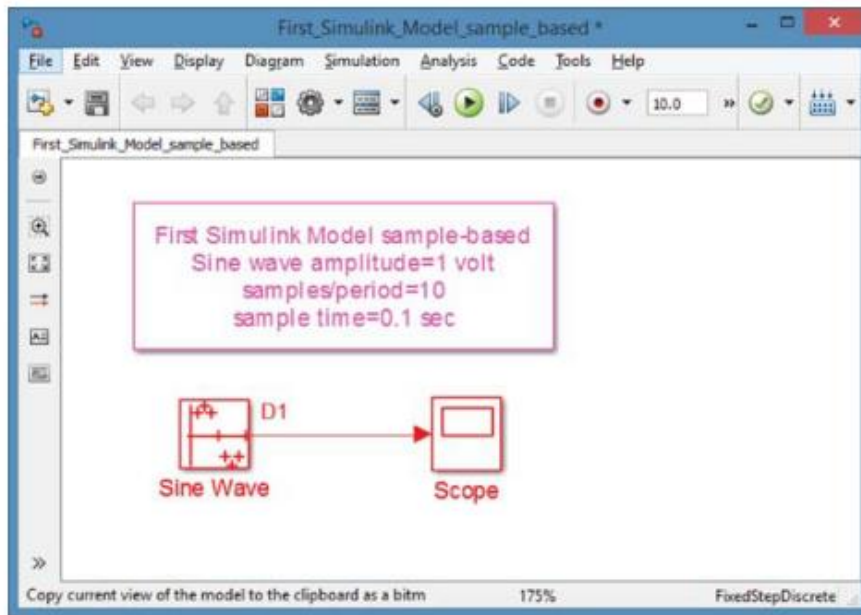 First_Simulink_Model_sample_based *
File Edit View Display Diagram Simulation Analysis Code Tools Help
10.0
First_Simulink_Model_sample_based
First Simulink Model sample-based
Sine wave amplitude=1 volt
samples/period=10
sample time=0.1 sec
D1
Sine Wave
Scope
Copy current view of the model to the clipboard as a bitm 175% FixedStepDiscrete